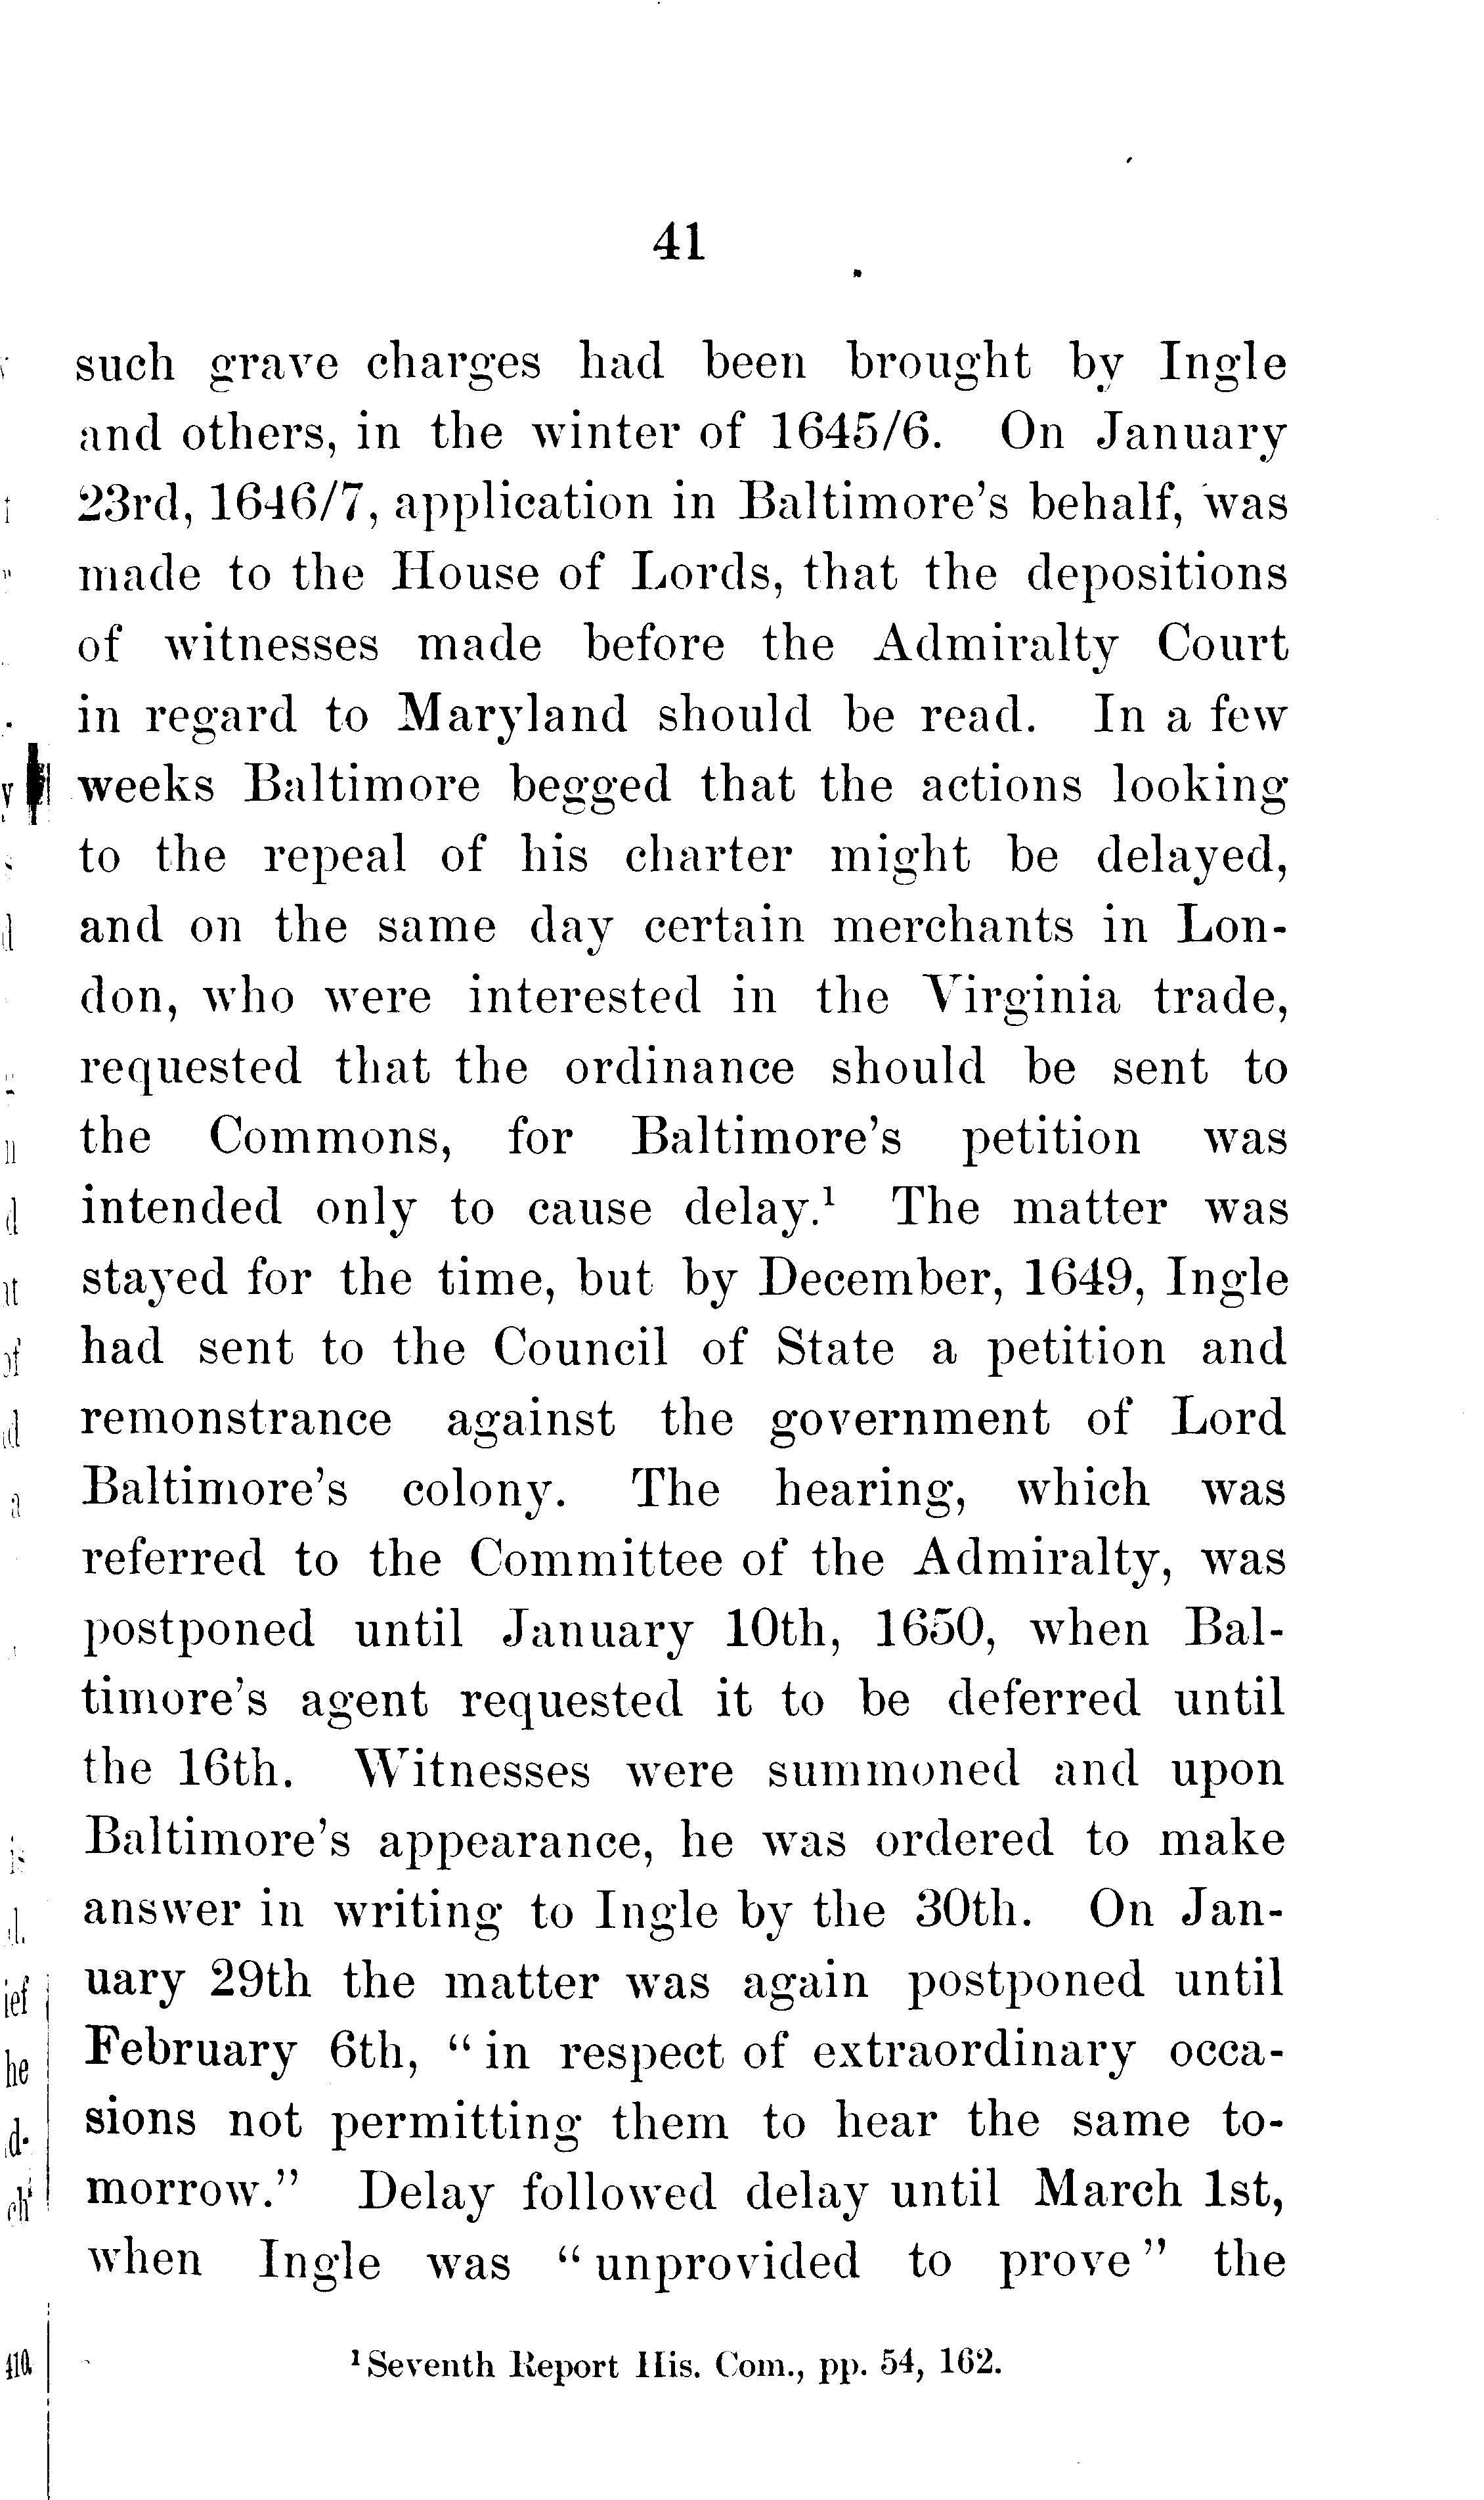 41
such grave charges had been brought by Ingle
and others, in the winter of 1645/6. On January
23rd, 1646/7, application in Baltimore's behalf, was
made to the House of Lords, that the depositions
of witnesses made before the Admiralty Court
in regard to Maryland should be read. In a few
weeks Baltimore begged that the actions looking
to the repeal of his charter might be delayed,
and on the same day certain merchants in Lon-
don, who were interested in the Virginia trade,
requested that the ordinance should be sent to
the Commons, for Baltimore's petition was
intended only to cause delay.¹ The matter was
stayed for the time, but by December, 1649, Ingle
had sent to the Council of State a petition and
remonstrance against the government of Lord
Baltimore's colony. The hearing, which was
referred to the Committee of the Admiralty, was
postponed until January 10th, 1650, when Bal-
timore's agent requested it to be deferred until
the 16th. Witnesses were summoned and upon
Baltimore's appearance, he was ordered to make
answer in writing to Ingle by the 30th. On Jan-
uary 29th the matter was again postponed until
February 6th, "in respect of extraordinary occa-
sions not permitting them to hear the same to-
morrow." Delay followed delay until March 1st,
when Ingle was "unprovided to prove" the
¹ Seventh Report His. Com., pp. 54, 162.